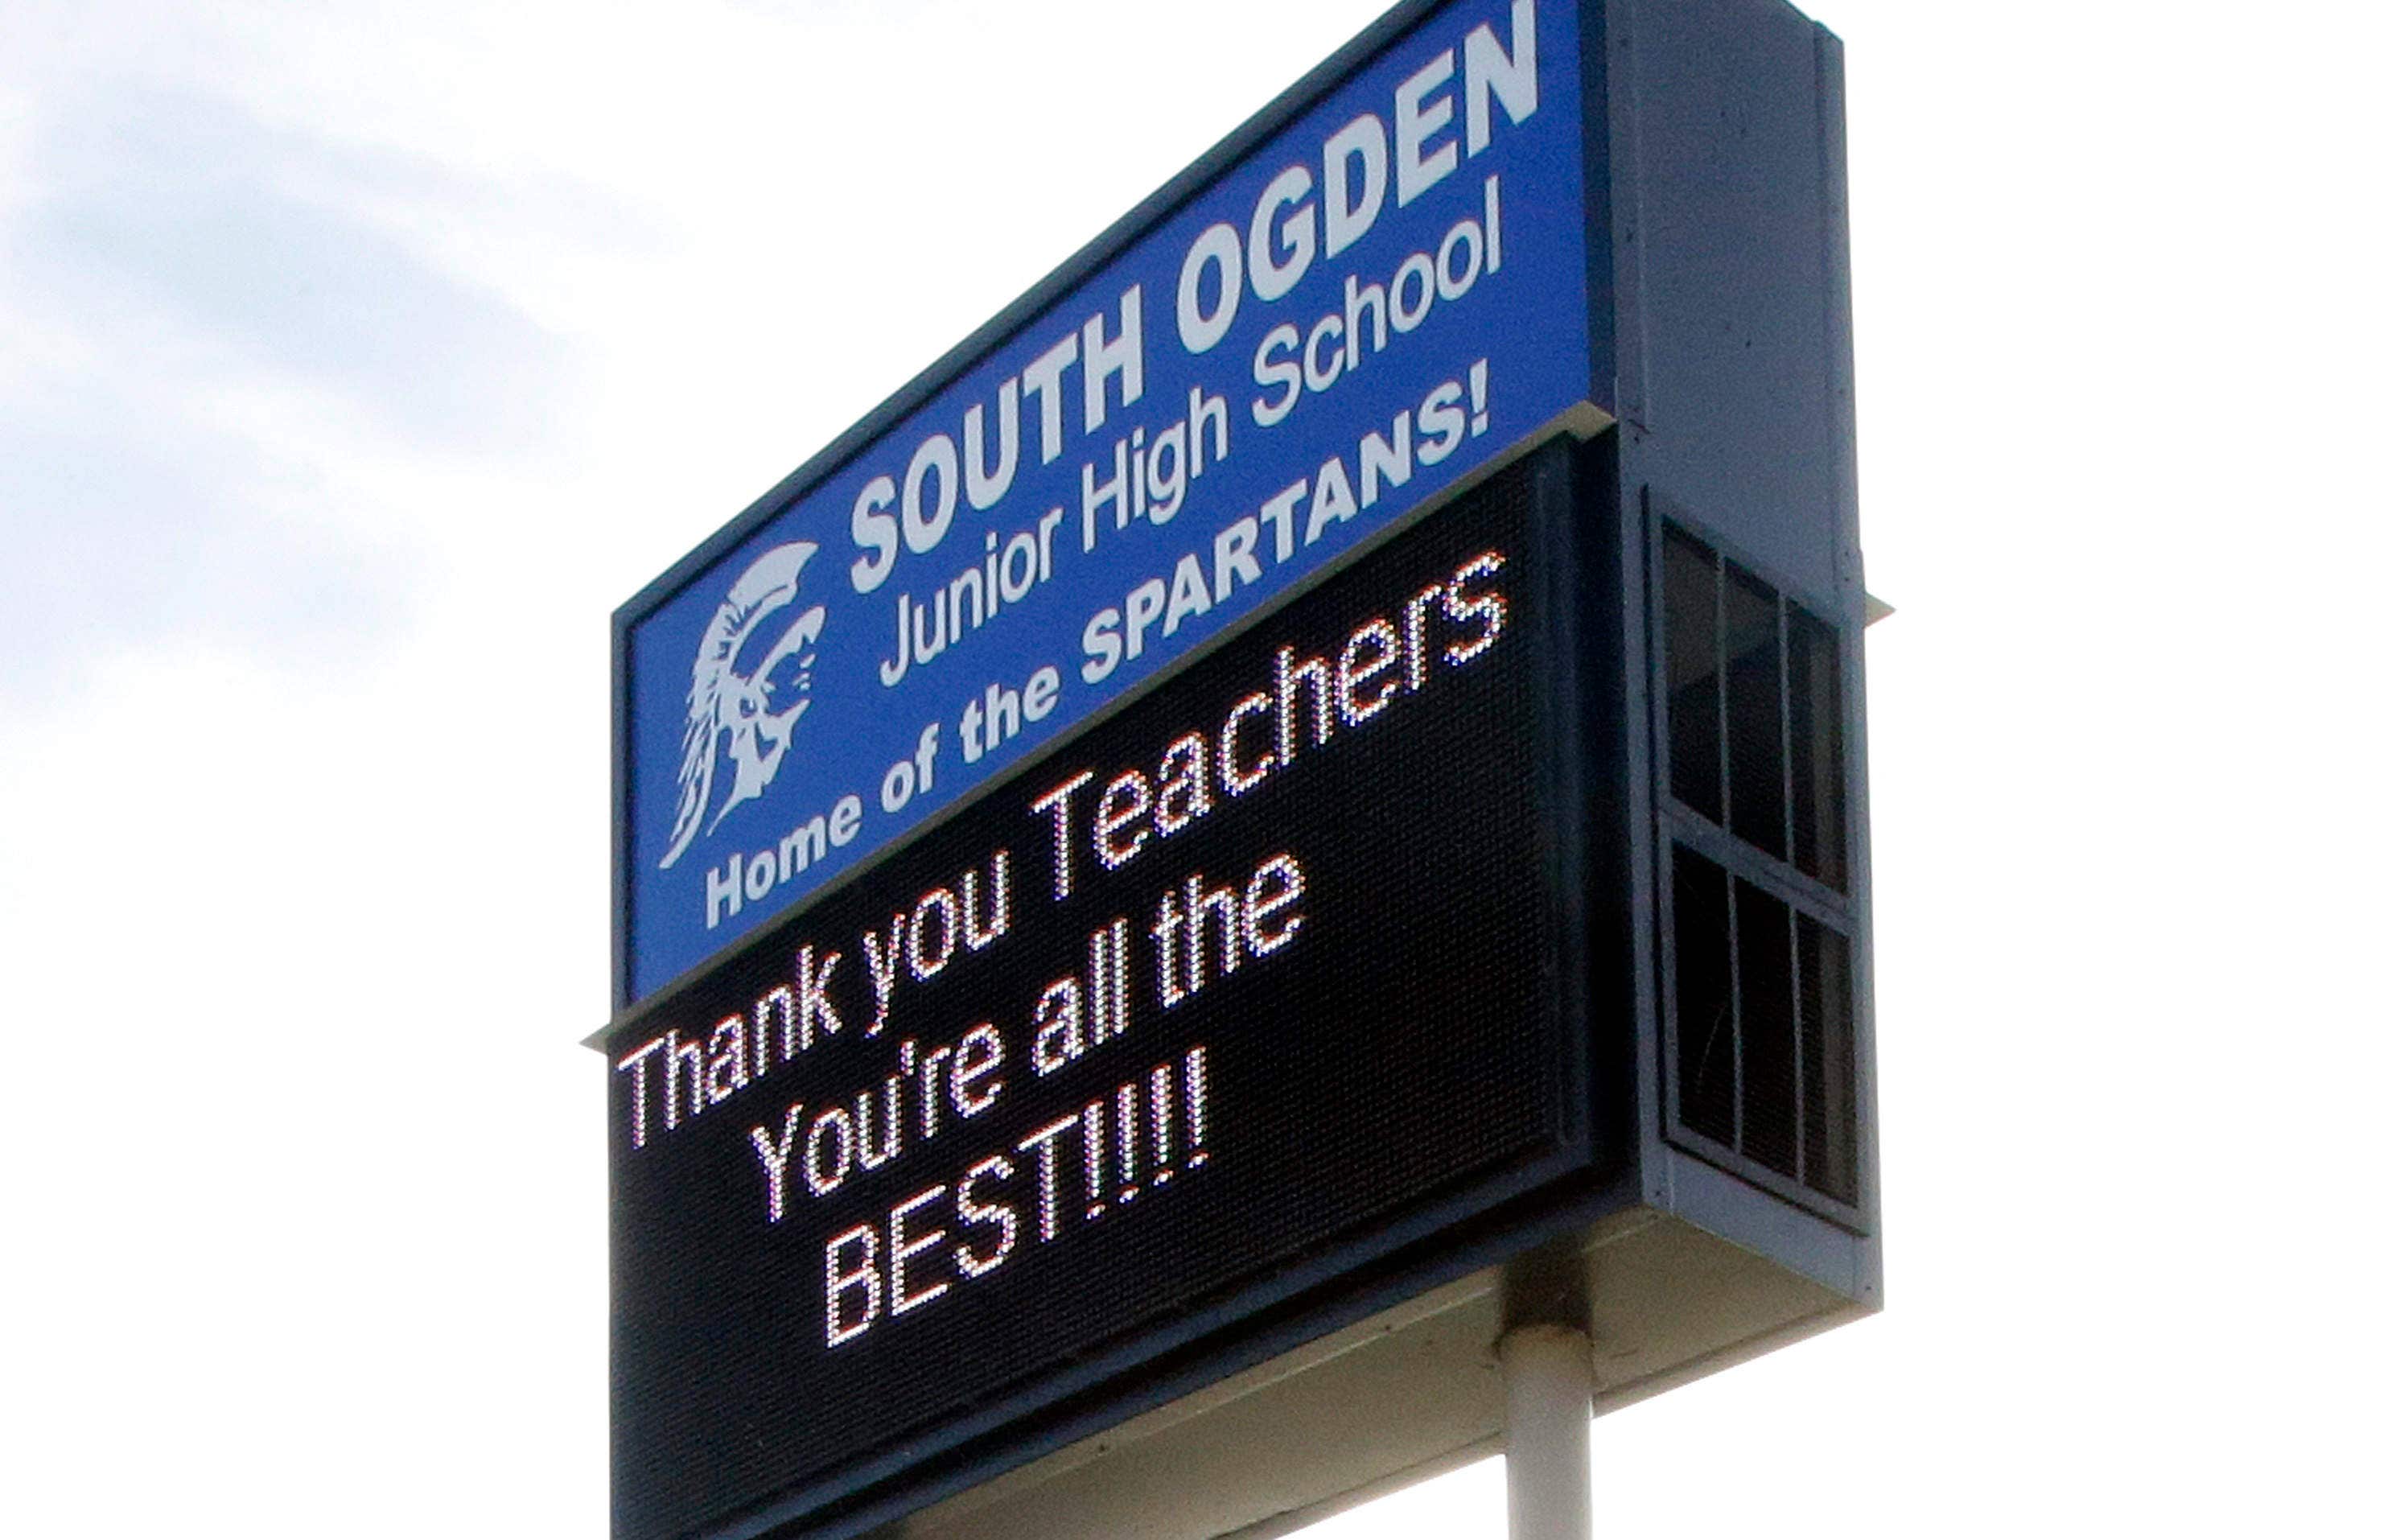 SOUTH OGDEN
Junior High School
Home of the SPARTANS!
Thank you Teachers
You're all the
BEST!!!!